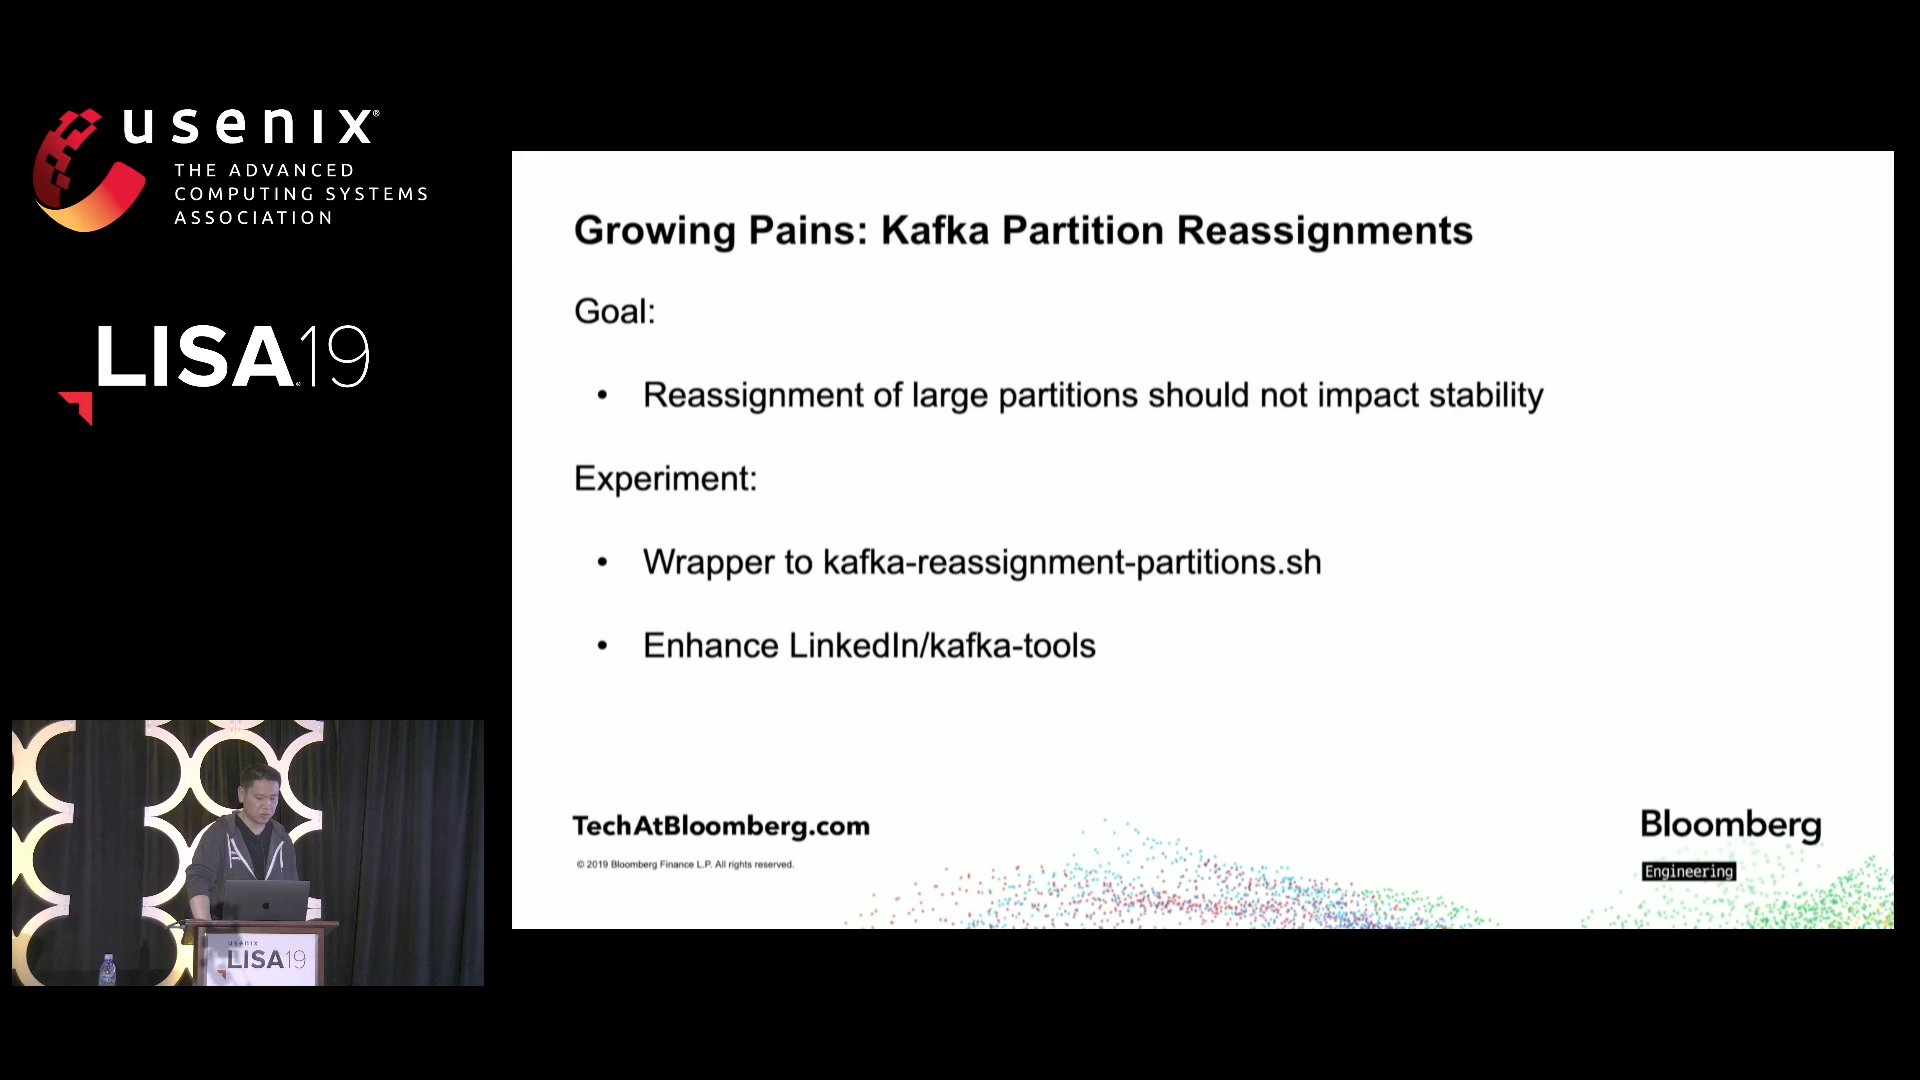 usenix®
THE ADVANCED
COMPUTING SYSTEMS
ASSOCIATION
LISA19
Growing Pains: Kafka Partition Reassignments
Goal:
• Reassignment of large partitions should not impact stability
Experiment:
• Wrapper to kafka-reassignment-partitions.sh
• Enhance LinkedIn/kafka-tools
TechAtBloomberg.com
© 2019 Bloomberg Finance L.P. All rights reserved.
Bloomberg
Engineering
usenix
LISA19